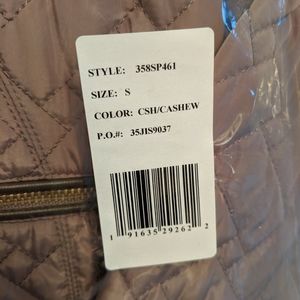 STYLE: 358SP461
SIZE: S
COLOR: CSH/CASHEW
P.O.#: 35JIS9037
1 91635 29262 2